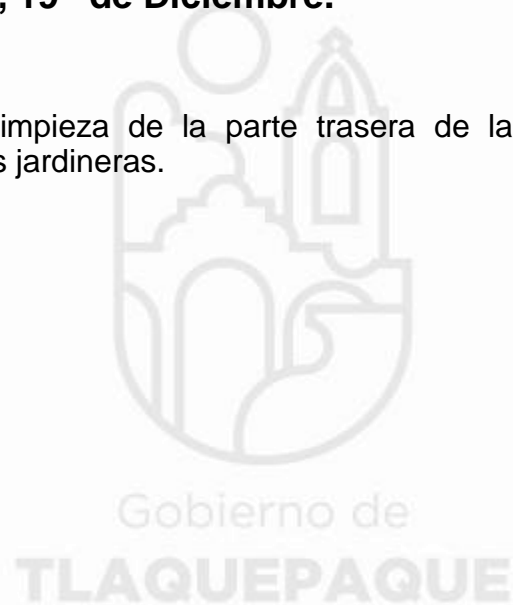 , 19 de Diciembre.
impieza de la parte trasera de la
s jardineras.
Gobierno de
TLAQUEPAQUE